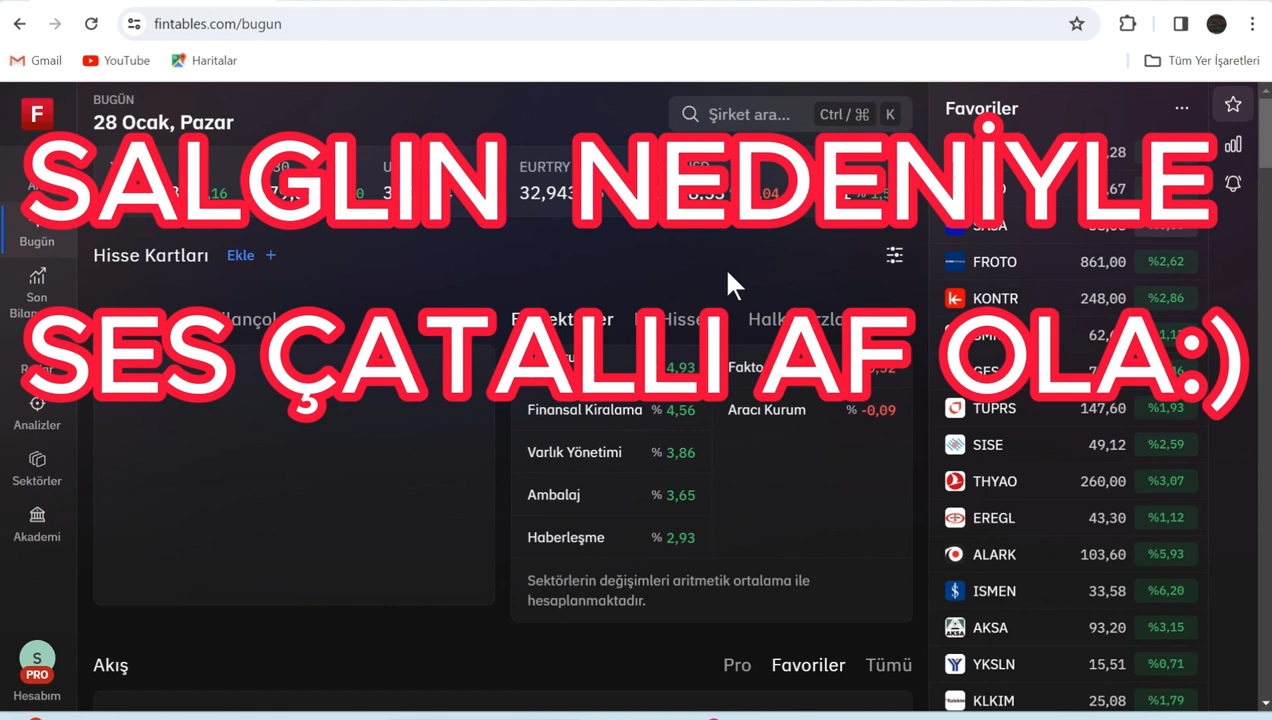 fintables.com/bugun
Gmail YouTube Haritalar Tüm Yer İşaretleri
F BUGÜN
28 Ocak, Pazar
Şirket ara... Ctrl / ⌘ K
Favoriler ...
SALGLIN NEDENİYLE
EURTRY
32,943
Bugün
Hisse Kartları Ekle +
SASA
FROTO 861,00 %2,62
Son
KONTR 248,00 %2,86
SES ÇATALLI AF OLA:)
Finansal Kiralama % 4,56
Aracı Kurum % -0,09
TUPRS 147,60 %1,93
Analizler
SISE 49,12 %2,59
Varlık Yönetimi % 3,86
Sektörler
THYAO 260,00 %3,07
Ambalaj % 3,65
EREGL 43,30 %1,12
Akademi
Haberleşme % 2,93
ALARK 103,60 %5,93
Sektörlerin değişimleri aritmetik ortalama ile
hesaplanmaktadır.
ISMEN 33,58 %6,20
AKSA 93,20 %3,15
S
PRO
Hesabım
Akış Pro Favoriler Tümü
YKSLN 15,51 %0,71
KLKIM 25,08 %1,79